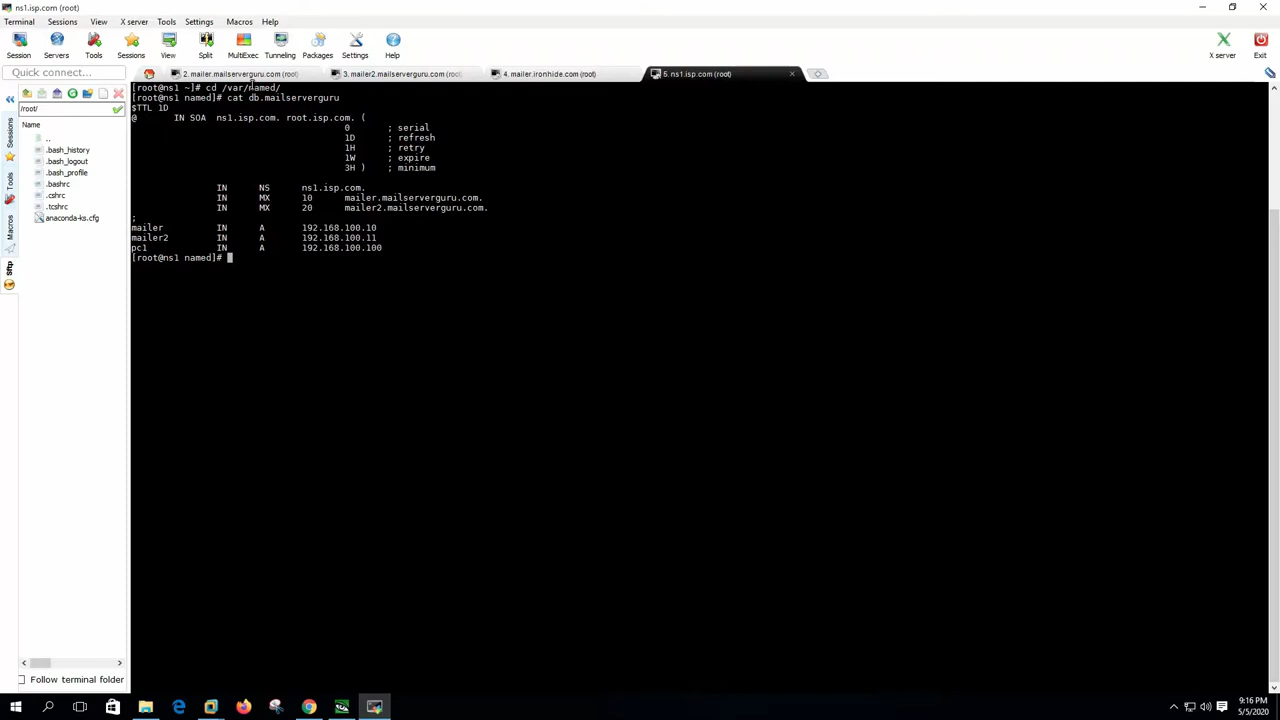 ns1.isp.com (root)
Terminal Sessions View X server Tools Settings Macros Help
Session Servers Tools Sessions View Split MultiExec Tunneling Packages Settings Help X server Exit
Quick connect...
2. mailer.mailserverguru.com (root) 3. mailer2.mailserverguru.com (root) 4. mailer.ironhide.com (root) 5. ns1.isp.com (root)
/root/
Name
..
.bash_history
.bash_logout
.bash_profile
.bashrc
.cshrc
.tcshrc
anaconda-ks.cfg
Sessions
Tools
Macros
Sftp
[root@ns1 ~]# cd /var/named/
[root@ns1 named]# cat db.mailserverguru
$TTL 1D
@ IN SOA ns1.isp.com. root.isp.com. (
0 ; serial
1D ; refresh
1H ; retry
1W ; expire
3H ) ; minimum
IN NS ns1.isp.com.
IN MX 10 mailer.mailserverguru.com.
IN MX 20 mailer2.mailserverguru.com.
;
mailer IN A 192.168.100.10
mailer2 IN A 192.168.100.11
pc1 IN A 192.168.100.100
[root@ns1 named]#
Follow terminal folder
9:16 PM
5/5/2020